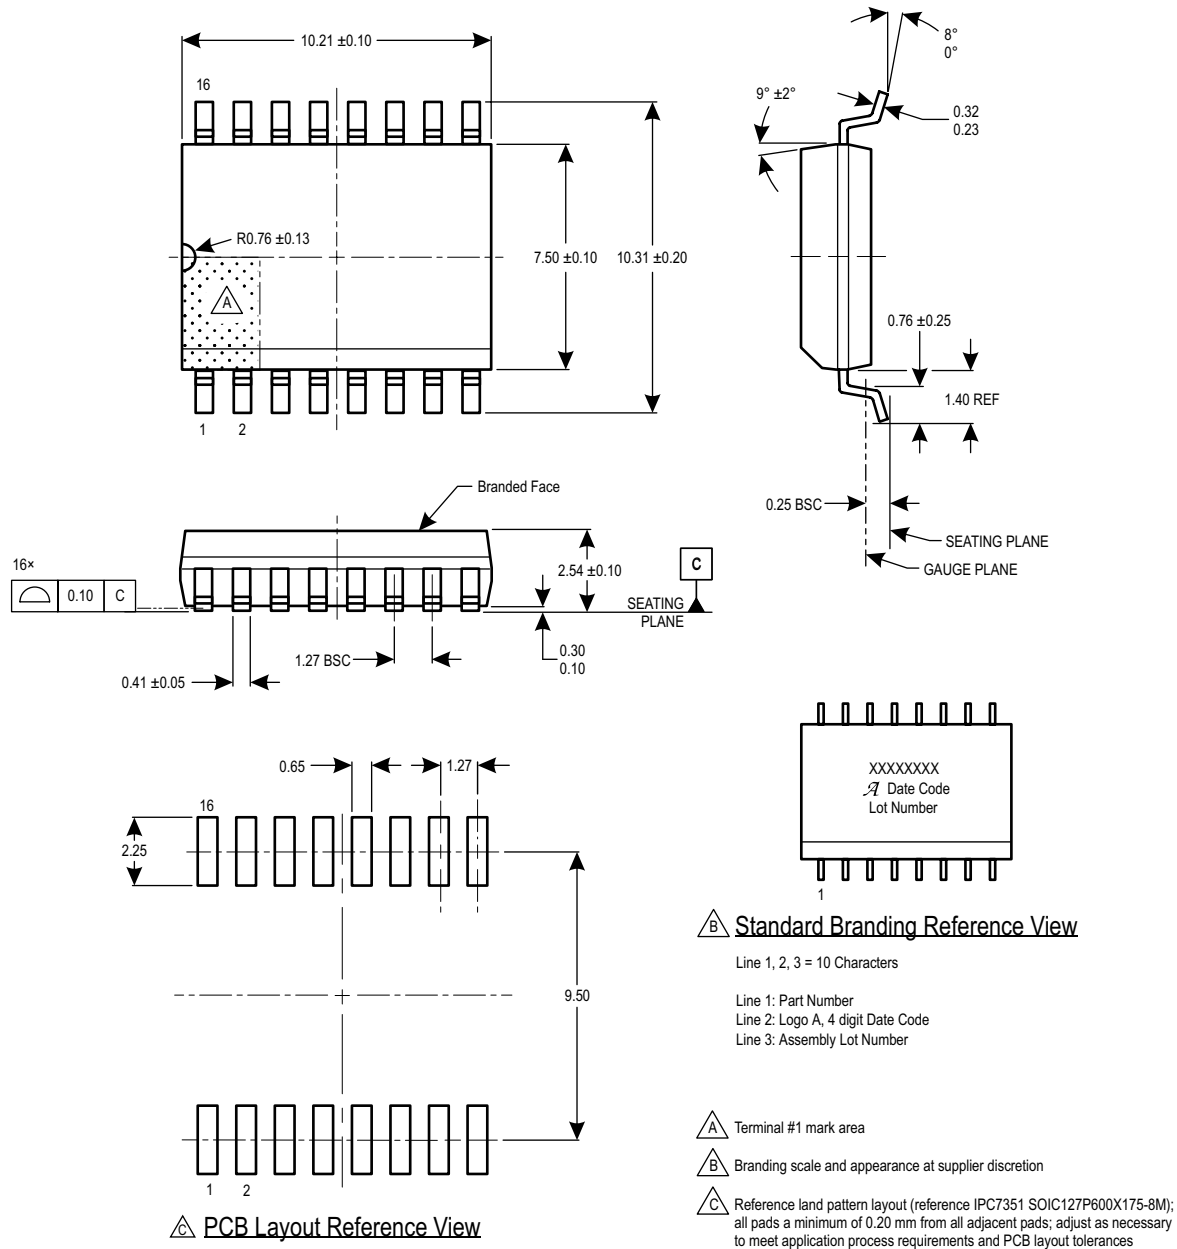 10.21 ±0.10
16
R0.76 ±0.13
A
7.50 ±0.10
10.31 ±0.20
1 2
8°
0°
9° ±2°
0.32
0.23
0.76 ±0.25
1.40 REF
0.25 BSC
SEATING PLANE
GAUGE PLANE
Branded Face
16×
0.10 C
2.54 ±0.10
C
SEATING
PLANE
0.30
0.10
1.27 BSC
0.41 ±0.05
0.65
1.27
16
2.25
9.50
1 2
C PCB Layout Reference View
XXXXXXXX
A Date Code
Lot Number
1
B Standard Branding Reference View
Line 1, 2, 3 = 10 Characters
Line 1: Part Number
Line 2: Logo A, 4 digit Date Code
Line 3: Assembly Lot Number
A Terminal #1 mark area
B Branding scale and appearance at supplier discretion
C Reference land pattern layout (reference IPC7351 SOIC127P600X175-8M);
all pads a minimum of 0.20 mm from all adjacent pads; adjust as necessary
to meet application process requirements and PCB layout tolerances